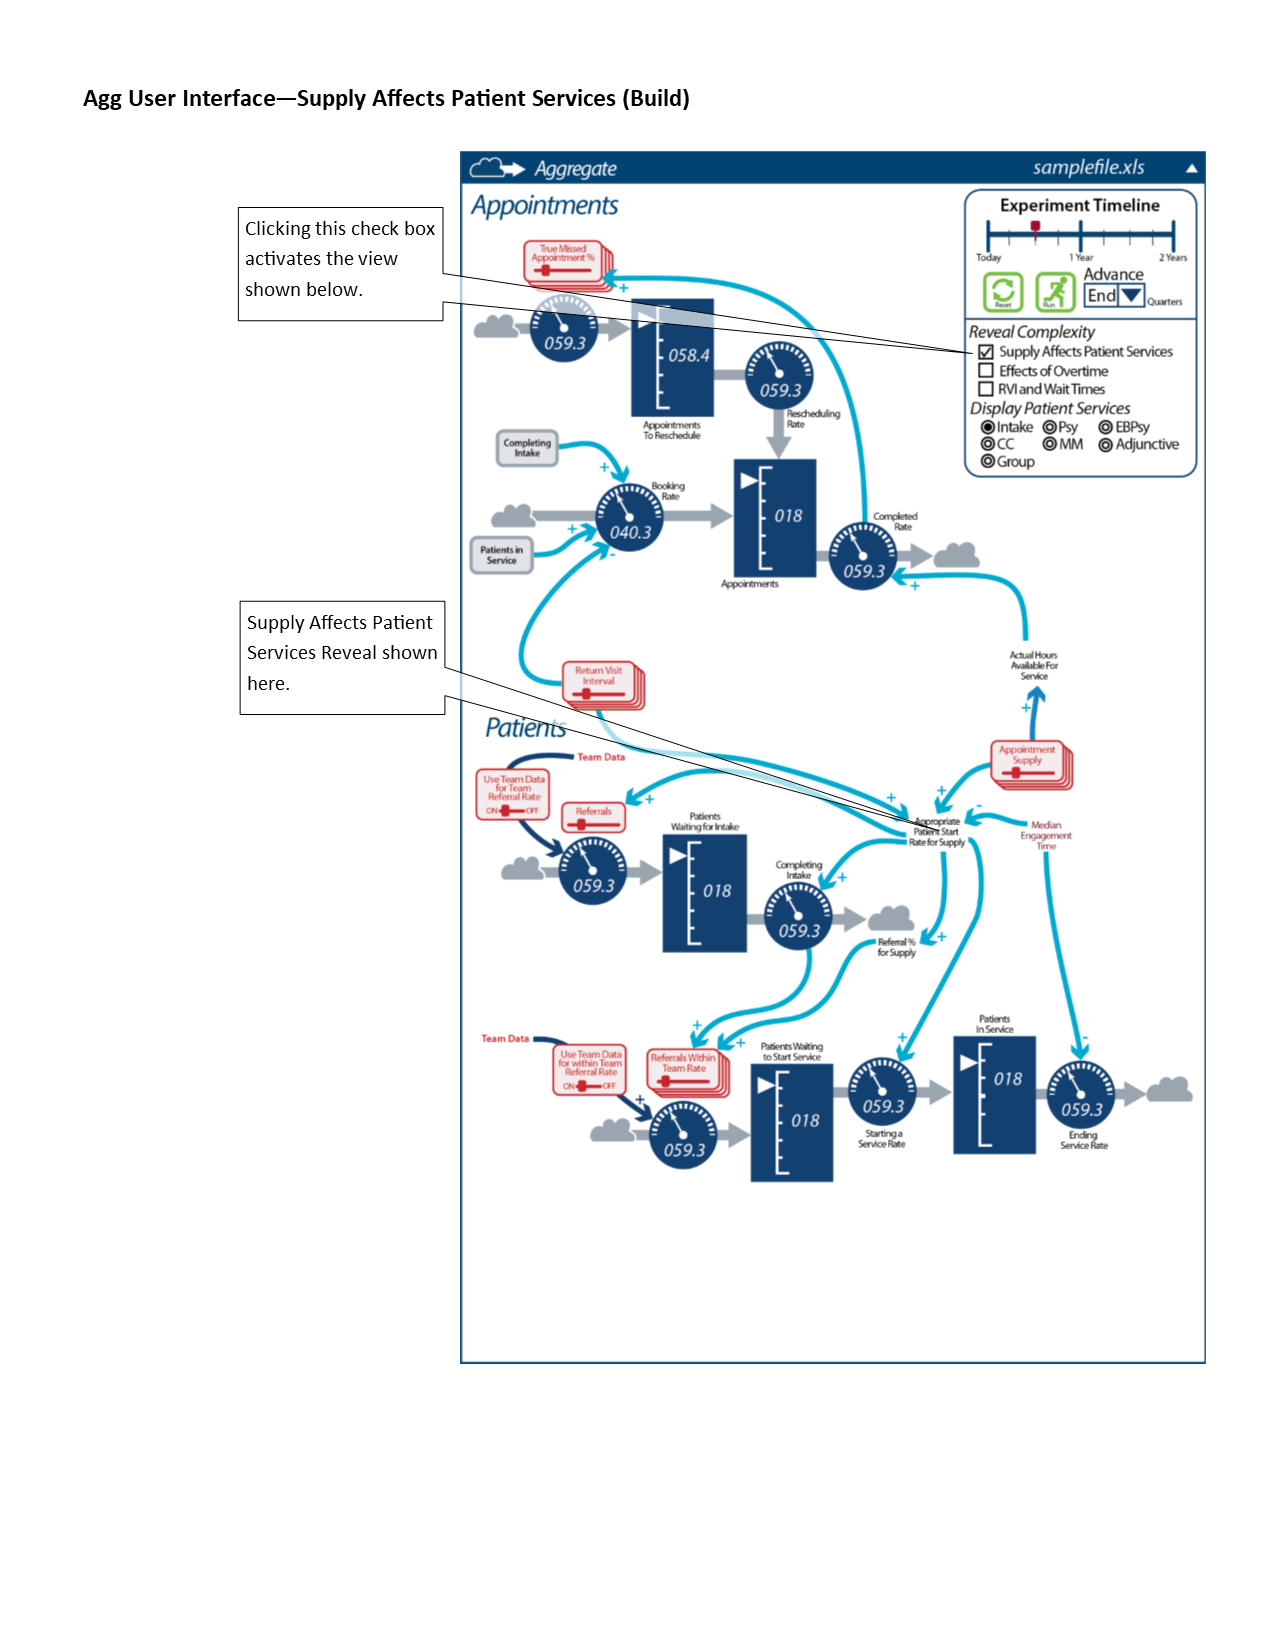 Agg User Interface—Supply Affects Patient Services (Build)
Aggregate
samplefile.xls
Appointments
Clicking this check box
activates the view
shown below.
Experiment Timeline
Today
1 Year
2 Years
Reset
Run
Advance
End
Quarters
Reveal Complexity
Supply Affects Patient Services
Effects of Overtime
RVI and Wait Times
Display Patient Services
Intake
Psy
EBPsy
CC
MM
Adjunctive
Group
True Missed
Appointment %
+
059.3
058.4
Appointments
To Reschedule
059.3
Rescheduling
Rate
Completing
Intake
+
Booking
Rate
040.3
Patients in
Service
+
-
018
Appointments
Completed
Rate
059.3
+
Supply Affects Patient
Services Reveal shown
here.
Actual Hours
Available For
Service
+
Return Visit
Interval
Patients
Appointment
Supply
Team Data
Use Team Data
for Team
Referral Rate
ON
OFF
Referrals
+
+
+
-
Appropriate
Patient Start
Rate for Supply
Median
Engagement
Time
059.3
Patients
Waiting for Intake
018
Completing
Intake
+
059.3
Referral %
for Supply
+
Team Data
Use Team Data
for within Team
Referral Rate
ON
OFF
+
Referrals Within
Team Rate
+
+
059.3
Patients Waiting
to Start Service
018
+
059.3
Starting a
Service Rate
Patients
In Service
018
-
059.3
Ending
Service Rate